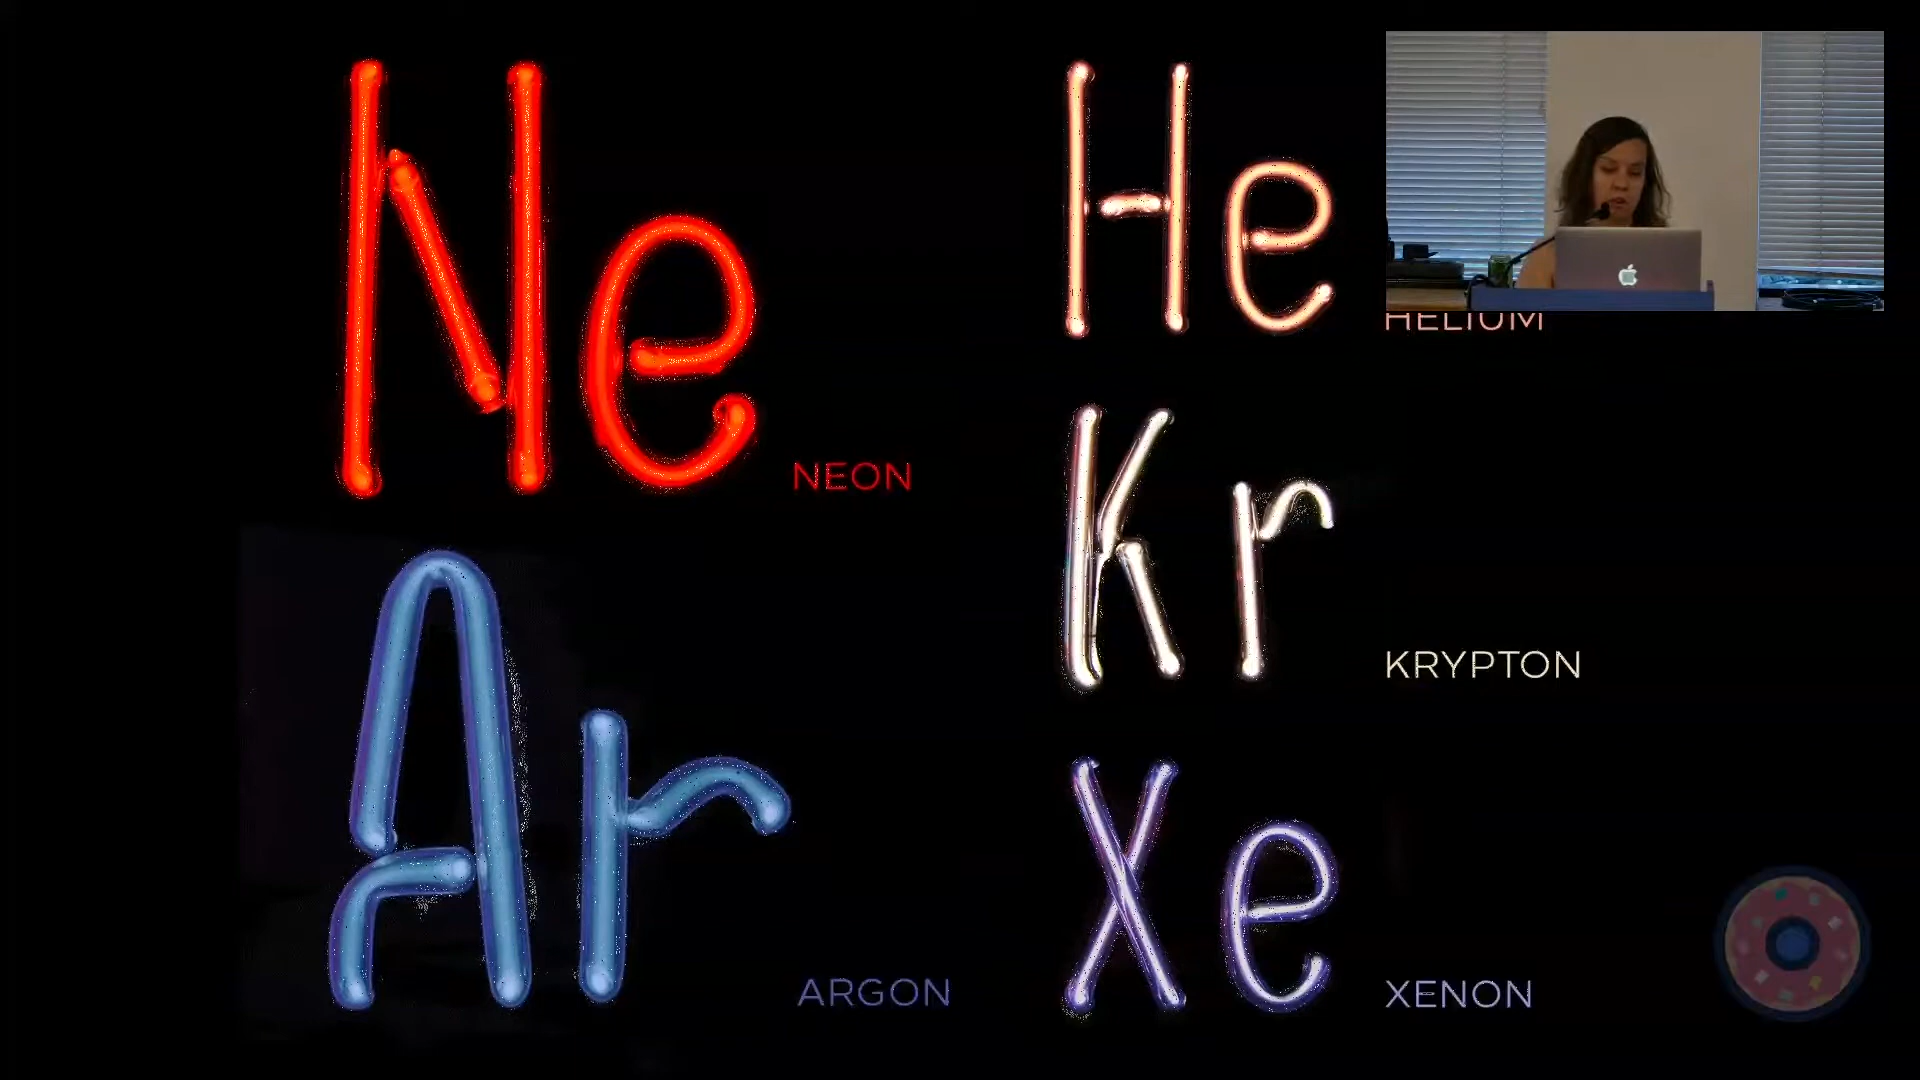 Ne
NEON
Ar
ARGON
He
HELIUM
Kr
KRYPTON
Xe
XENON